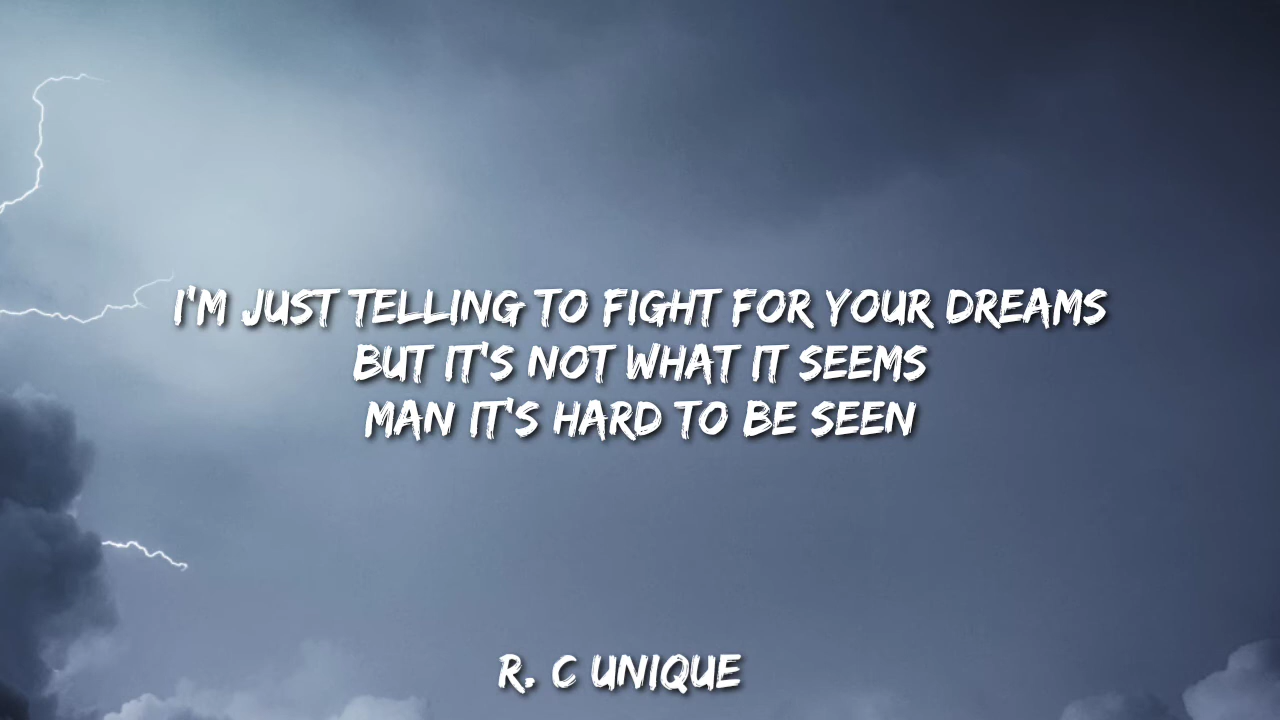 I'M JUST TELLING TO FIGHT FOR YOUR DREAMS
BUT IT'S NOT WHAT IT SEEMS
MAN IT'S HARD TO BE SEEN
R. C UNIQUE